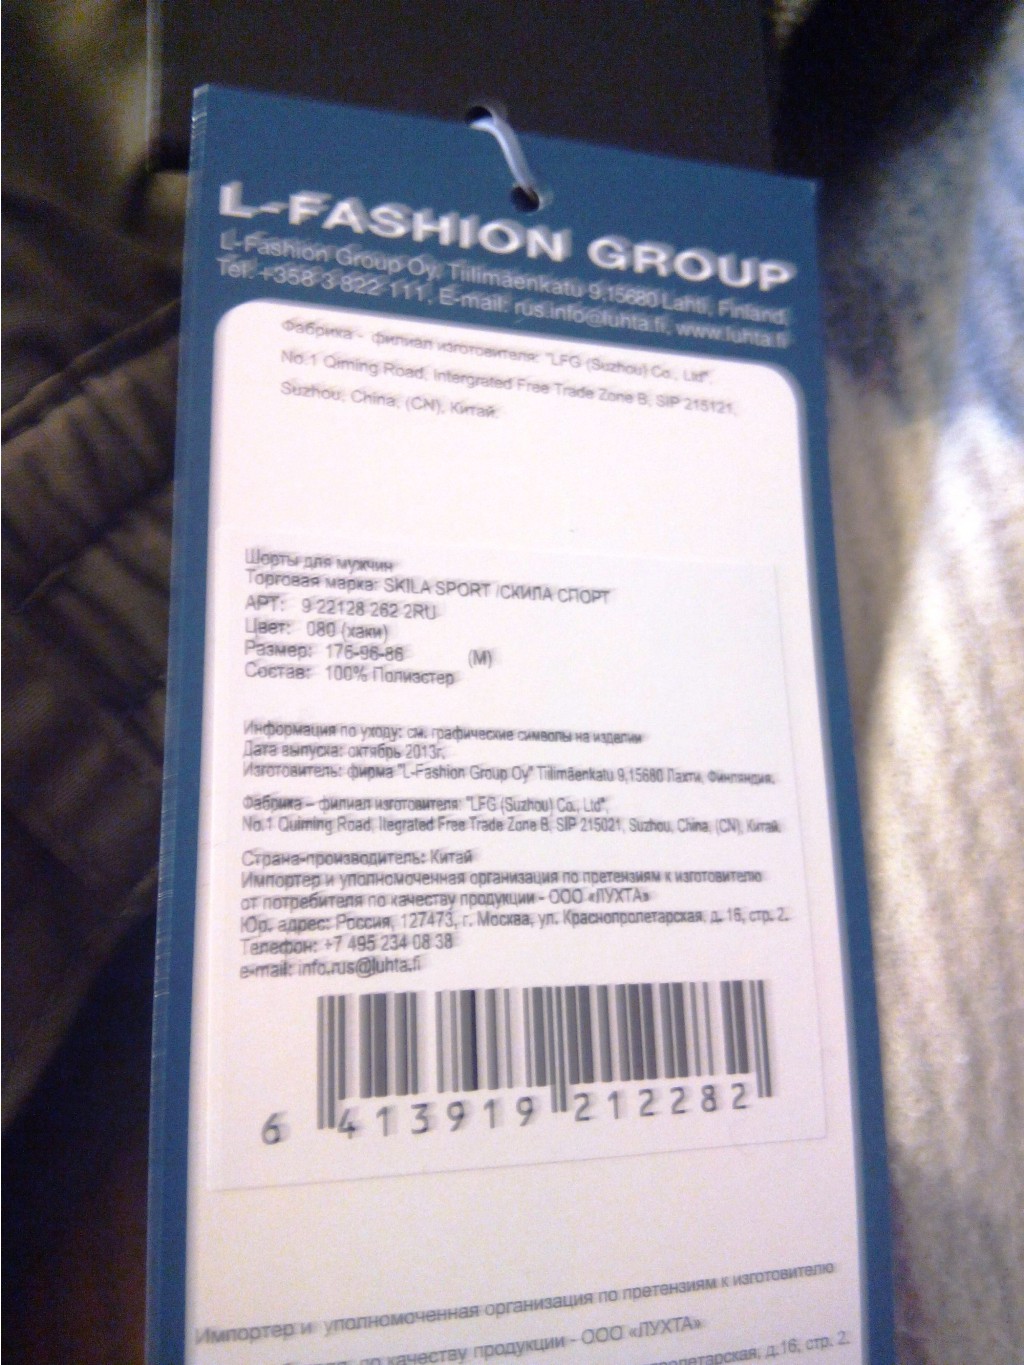 L-FASHION GROUP
L-Fashion Group Oy, Tiilimäenkatu 9,15680 Lahti, Finland,
Tel: +358 3 822 111, E-mail: rus.info@luhta.fi, www.luhta.fi
Фабрика - филиал изготовителя: "LFG (Suzhou) Co., Ltd",
No.1 Qiming Road, Intergrated Free Trade Zone B, SIP 215121,
Suzhou, China, (CN), Китай.
Шорты для мужчин
Торговая марка: SKILA SPORT /СКИЛА СПОРТ
АРТ: 9 22128 262 2RU
Цвет: 080 (хаки)
Размер: 176-96-86 (M)
Состав: 100% Полиэстер
Информация по уходу: см. графические символы на изделии
Дата выпуска: октябрь 2013г.
Изготовитель: фирма "L-Fashion Group Oy" Tiilimäenkatu 9,15680 Лахти, Финляндия,
Фабрика – филиал изготовителя: "LFG (Suzhou) Co., Ltd",
No.1 Quiming Road, Itegrated Free Trade Zone B, SIP 215021, Suzhou, China, (CN), Китай.
Страна-производитель: Китай
Импортер и уполномоченная организация по претензиям к изготовителю
от потребителя по качеству продукции - ООО «ЛУХТА»
Юр. адрес: Россия, 127473, г. Москва, ул. Краснопролетарская, д. 16, стр. 2.
Телефон: +7 495 234 08 38
e-mail: info.rus@luhta.fi
6 413919 212282
Импортер и уполномоченная организация по претензиям к изготовителю
по качеству продукции - ООО «ЛУХТА»
д.16, стр. 2.